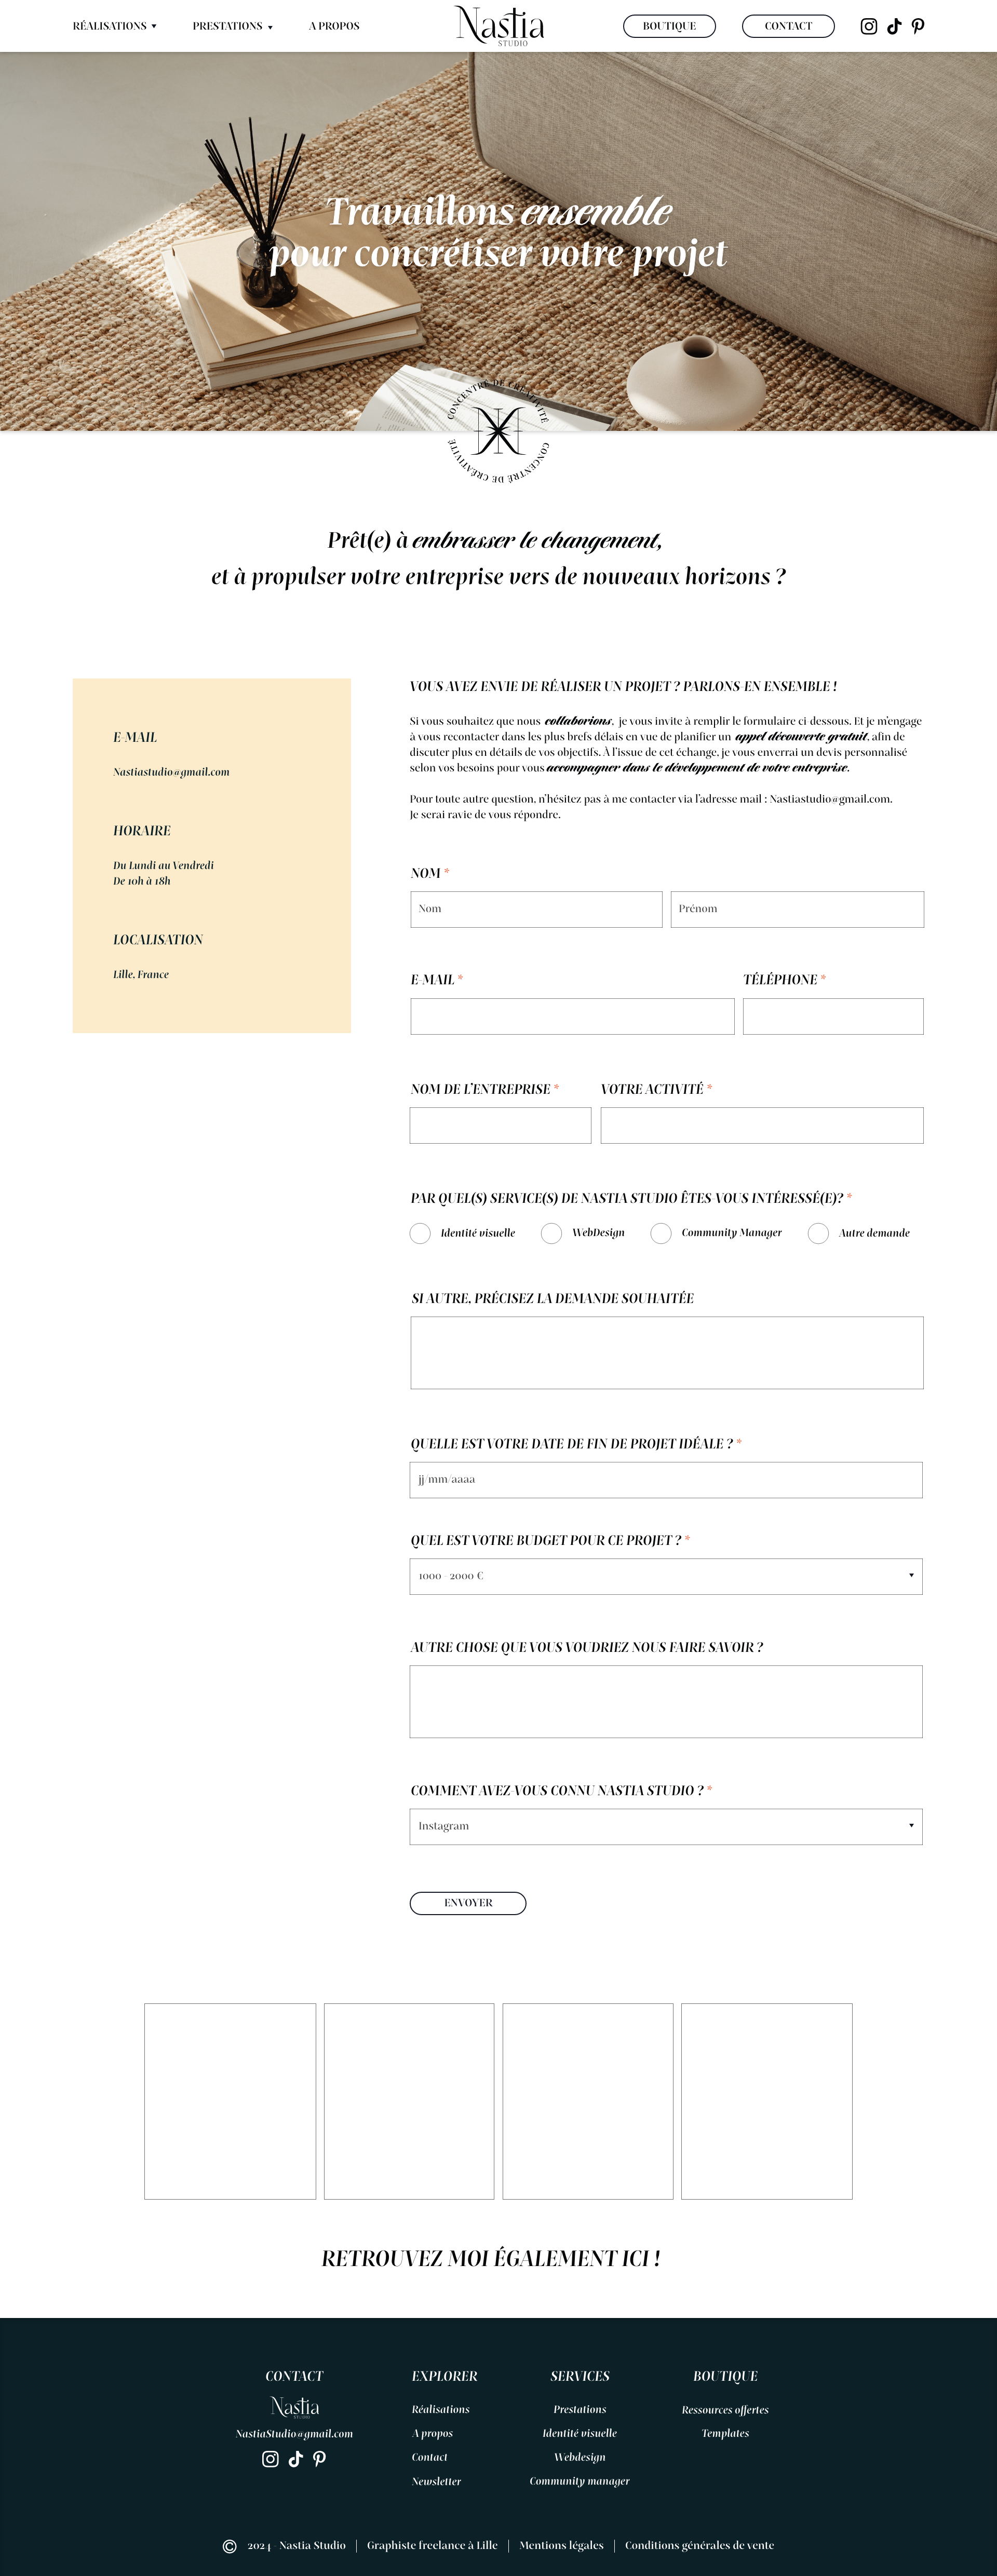 RÉALISATIONS
PRESTATIONS
A PROPOS
Nastia
STUDIO
BOUTIQUE
CONTACT
Travaillons ensemble
pour concrétiser votre projet
CONCENTRÉ DE CRÉATIVITÉ
CONCENTRÉ DE CRÉATIVITÉ
Prêt(e) à embrasser le changement,
et à propulser votre entreprise vers de nouveaux horizons ?
E-MAIL
Nastiastudio@gmail.com
HORAIRE
Du Lundi au Vendredi
De 10h à 18h
LOCALISATION
Lille, France
VOUS AVEZ ENVIE DE RÉALISER UN PROJET ? PARLONS-EN ENSEMBLE !
Si vous souhaitez que nous collaborions, je vous invite à remplir le formulaire ci-dessous. Et je m'engage
à vous recontacter dans les plus brefs délais en vue de planifier un appel découverte gratuit, afin de
discuter plus en détails de vos objectifs. À l'issue de cet échange, je vous enverrai un devis personnalisé
selon vos besoins pour vous accompagner dans le développement de votre entreprise.
Pour toute autre question, n'hésitez pas à me contacter via l'adresse mail : Nastiastudio@gmail.com.
Je serai ravie de vous répondre.
NOM *
Nom
Prénom
E-MAIL *
TÉLÉPHONE *
NOM DE L'ENTREPRISE *
VOTRE ACTIVITÉ *
PAR QUEL(S) SERVICE(S) DE NASTIA STUDIO ÊTES-VOUS INTÉRESSÉ(E)? *
Identité visuelle
WebDesign
Community Manager
Autre demande
SI AUTRE, PRÉCISEZ LA DEMANDE SOUHAITÉE
QUELLE EST VOTRE DATE DE FIN DE PROJET IDÉALE ? *
jj/mm/aaaa
QUEL EST VOTRE BUDGET POUR CE PROJET ? *
1000 - 2000 €
AUTRE CHOSE QUE VOUS VOUDRIEZ NOUS FAIRE SAVOIR ?
COMMENT AVEZ-VOUS CONNU NASTIA STUDIO ? *
Instagram
ENVOYER
RETROUVEZ MOI ÉGALEMENT ICI !
CONTACT
Nastia
STUDIO
NastiaStudio@gmail.com
EXPLORER
Réalisations
A propos
Contact
Newsletter
SERVICES
Prestations
Identité visuelle
Webdesign
Community manager
BOUTIQUE
Ressources offertes
Templates
© 2024 - Nastia Studio | Graphiste freelance à Lille | Mentions légales | Conditions générales de vente